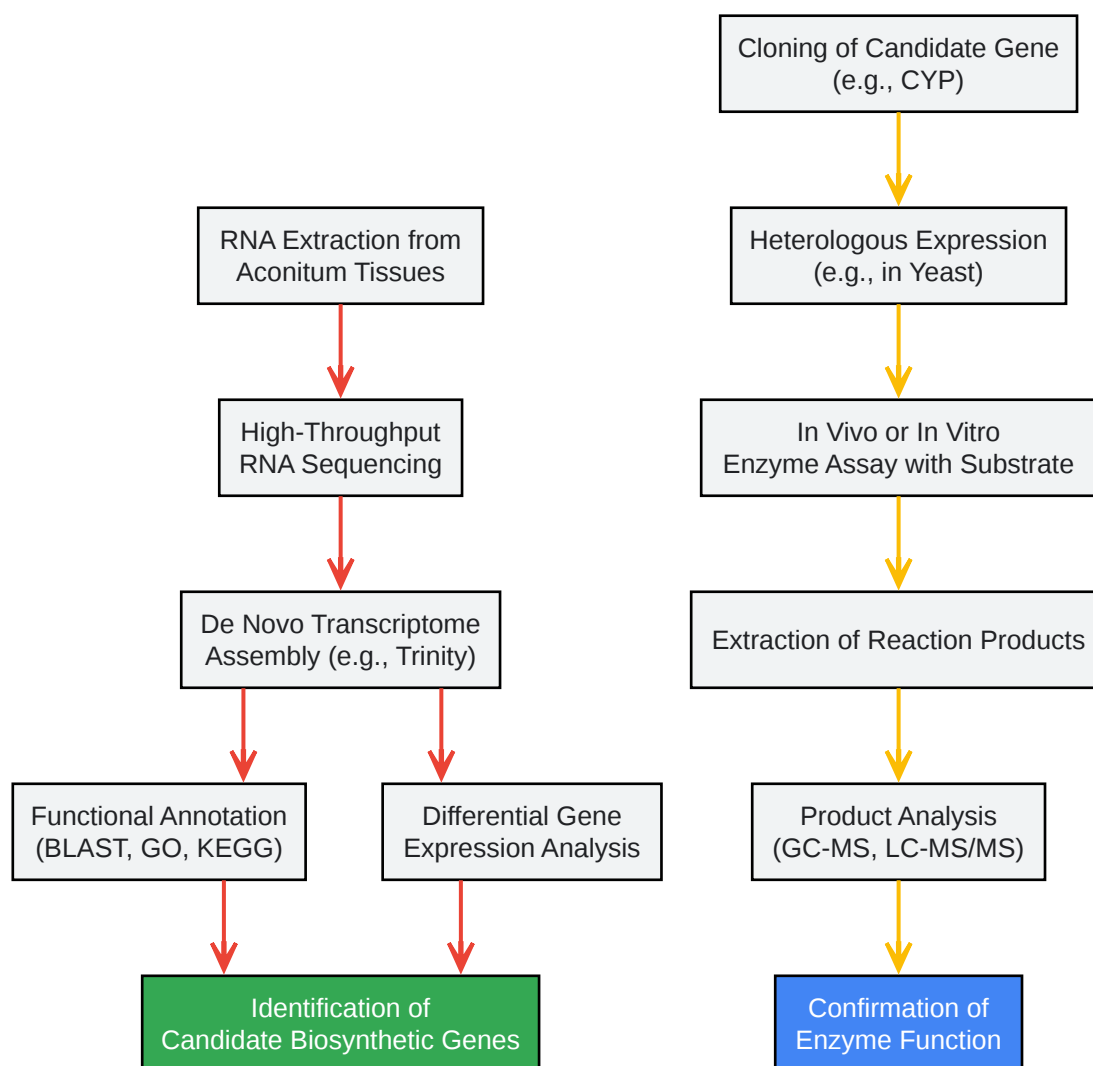 RNA Extraction from
Aconitum Tissues
High-Throughput
RNA Sequencing
De Novo Transcriptome
Assembly (e.g., Trinity)
Functional Annotation
(BLAST, GO, KEGG)
Differential Gene
Expression Analysis
Identification of
Candidate Biosynthetic Genes
Cloning of Candidate Gene
(e.g., CYP)
Heterologous Expression
(e.g., in Yeast)
In Vivo or In Vitro
Enzyme Assay with Substrate
Extraction of Reaction Products
Product Analysis
(GC-MS, LC-MS/MS)
Confirmation of
Enzyme Function